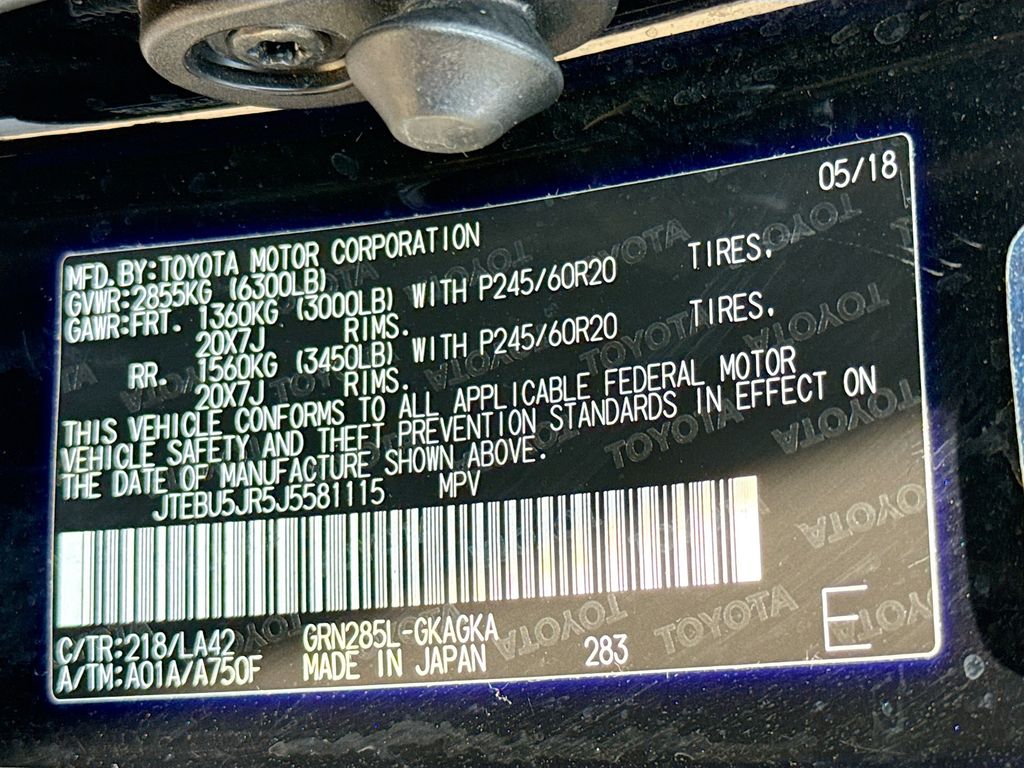 05/18
MFD.BY:TOYOTA MOTOR CORPORATION
GVWR:2855KG (6300LB)
GAWR:FRT. 1360KG (3000LB) WITH P245/60R20 TIRES.
20X7J RIMS.
RR. 1560KG (3450LB) WITH P245/60R20 TIRES.
20X7J RIMS.
THIS VEHICLE CONFORMS TO ALL APPLICABLE FEDERAL MOTOR
VEHICLE SAFETY AND THEFT PREVENTION STANDARDS IN EFFECT ON
THE DATE OF MANUFACTURE SHOWN ABOVE.
JTEBU5JR5J5581115 MPV
C/TR:218/LA42 GRN285L-GKAGKA
A/TM:A01A/A750F MADE IN JAPAN 283 E